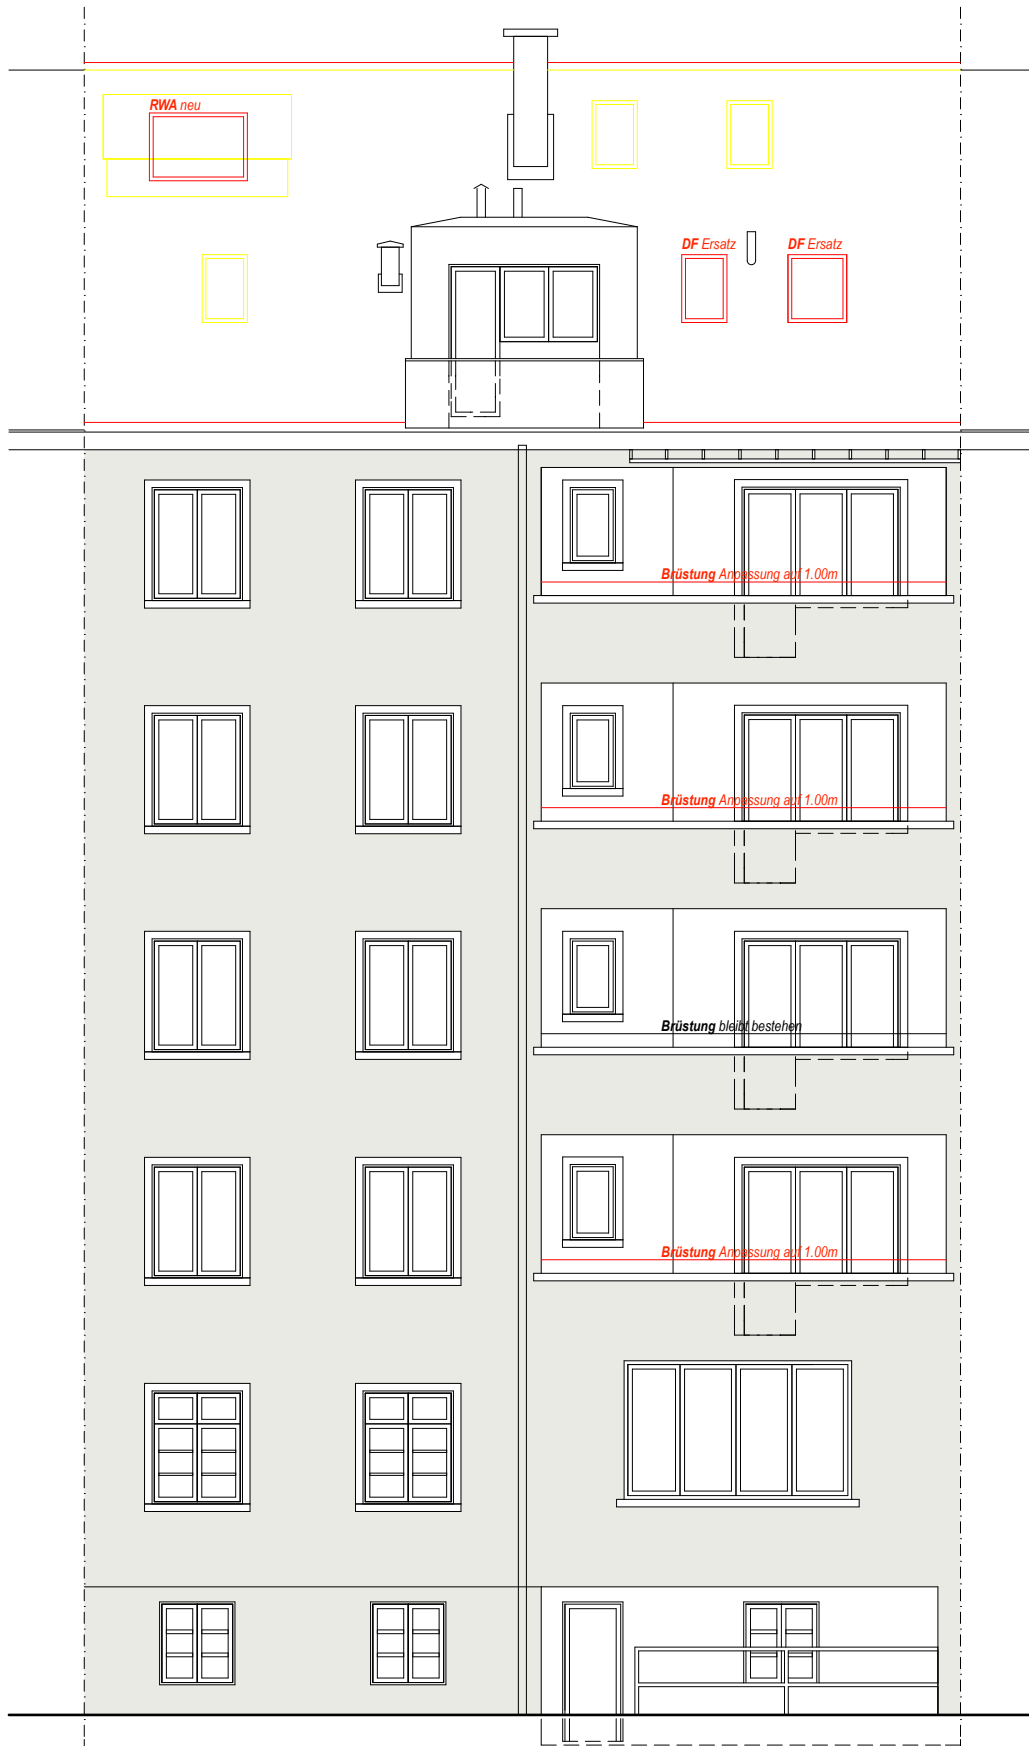 RWA neu
DF Ersatz
DF Ersatz
Brüstung Anpassung auf 1.00m
Brüstung Anpassung auf 1.00m
Brüstung bleibt bestehen
Brüstung Anpassung auf 1.00m